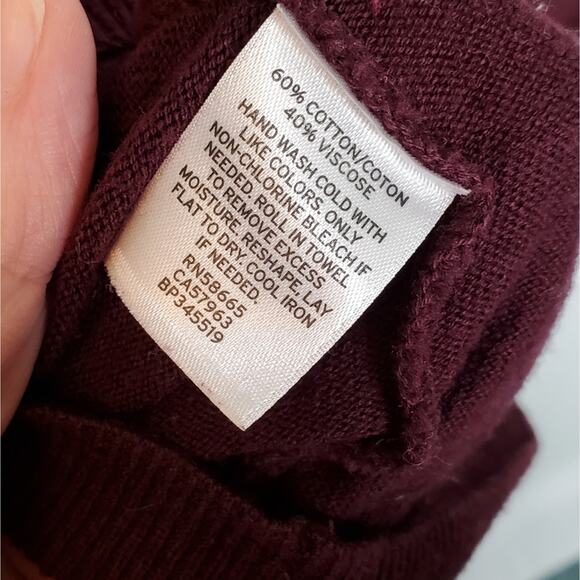 60% COTTON/COTON
40% VISCOSE
HAND WASH COLD WITH
LIKE COLORS. ONLY
NON-CHLORINE BLEACH IF
NEEDED. ROLL IN TOWEL
TO REMOVE EXCESS
MOISTURE. RESHAPE, LAY
FLAT TO DRY. COOL IRON
IF NEEDED.
RN58665
CA57663
BP345519